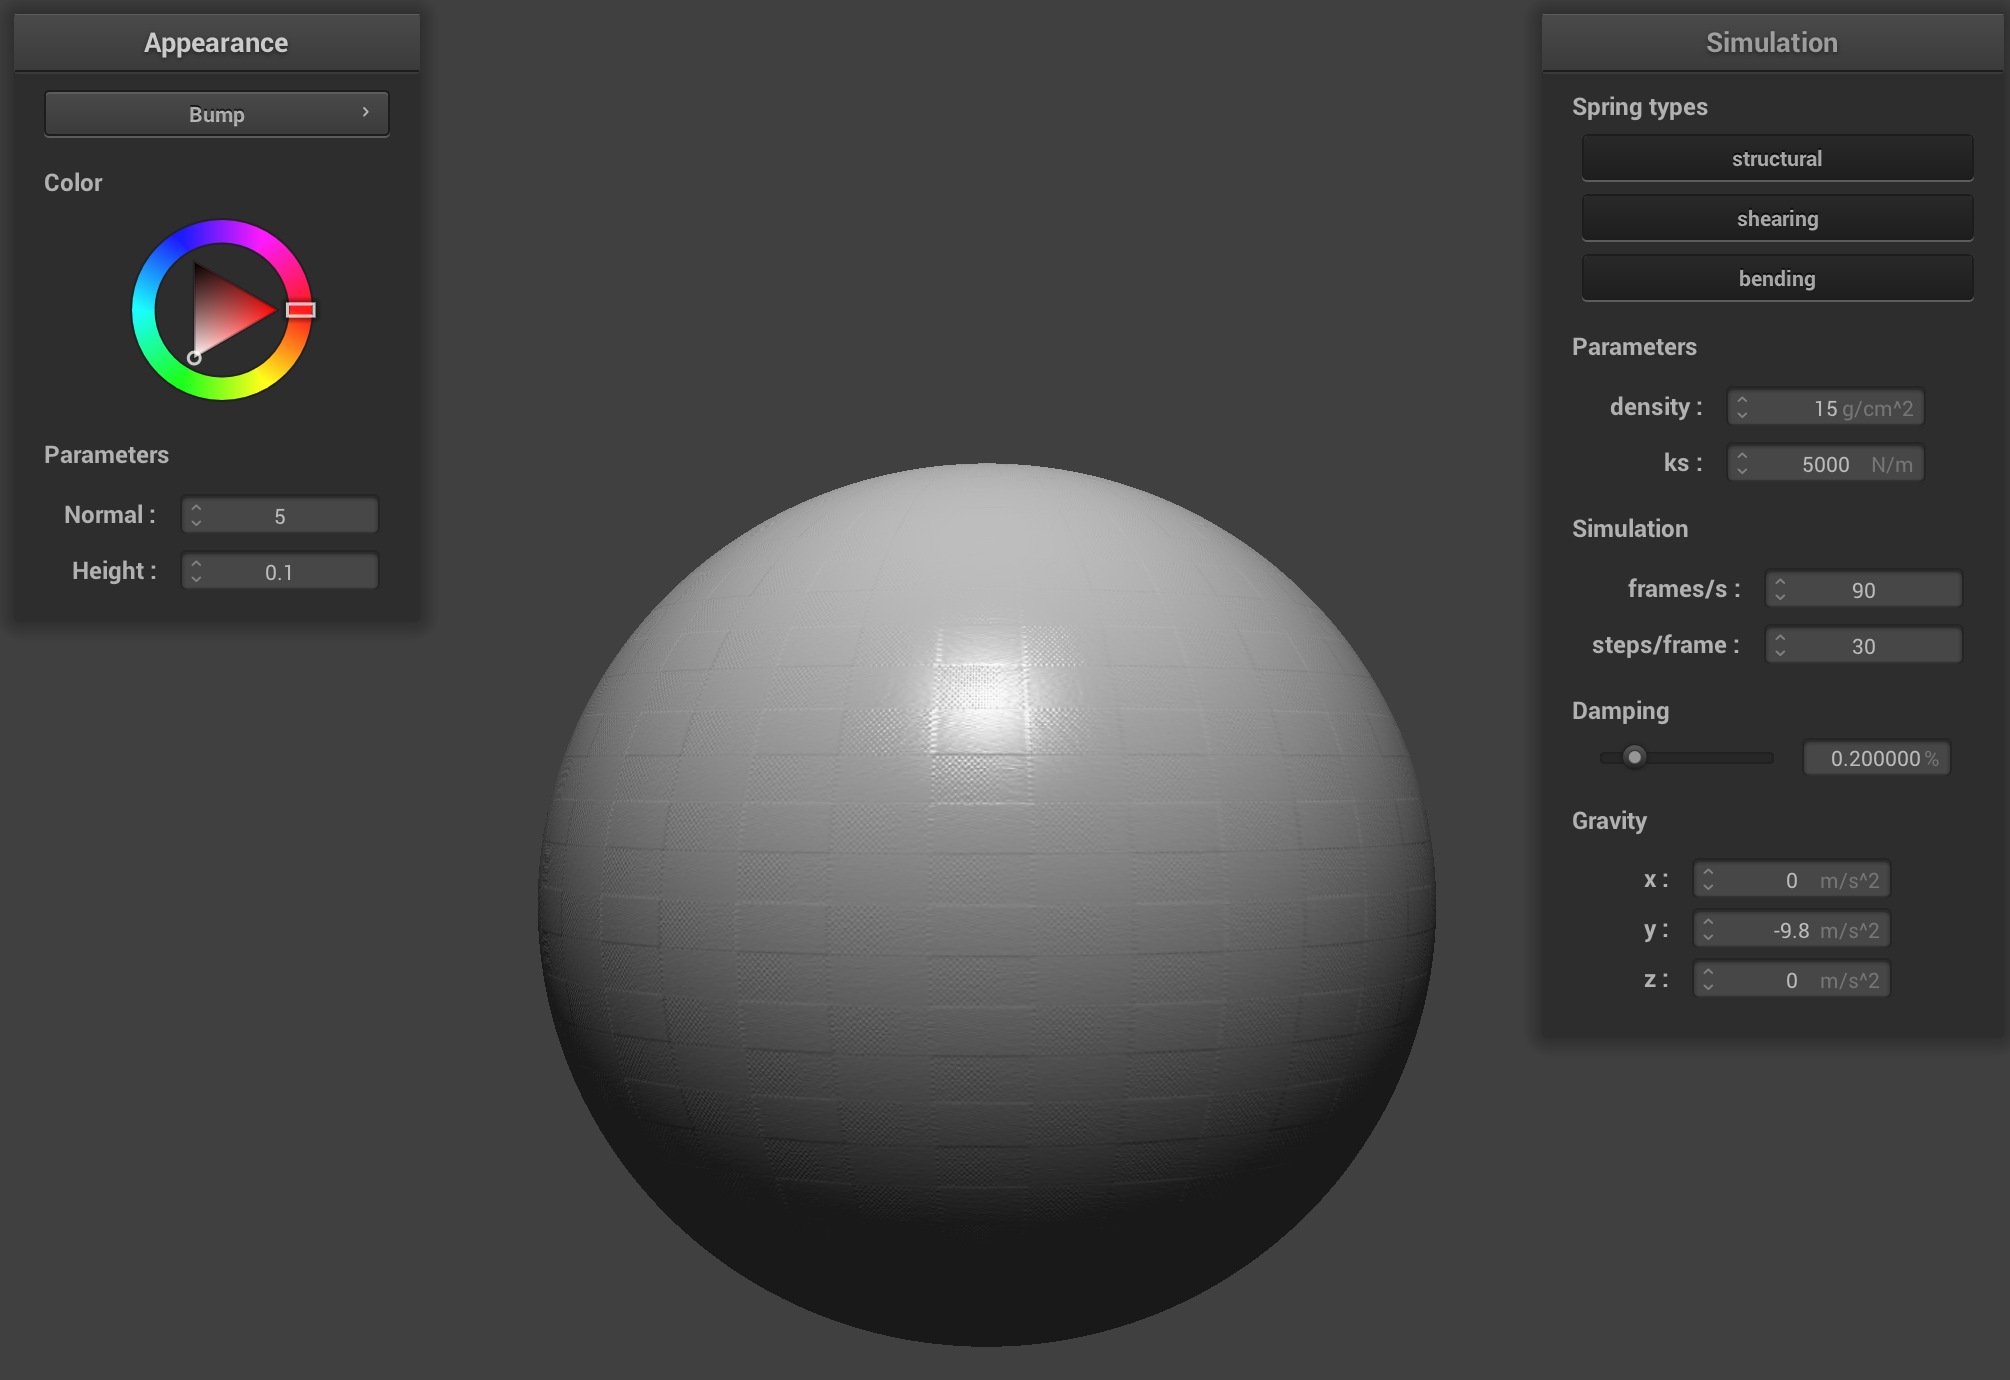 Appearance
Bump
Color
Parameters
Normal : 5
Height : 0.1
Simulation
Spring types
structural
shearing
bending
Parameters
density : 15 g/cm^2
ks : 5000 N/m
Simulation
frames/s : 90
steps/frame : 30
Damping
0.200000 %
Gravity
x : 0 m/s^2
y : -9.8 m/s^2
z : 0 m/s^2